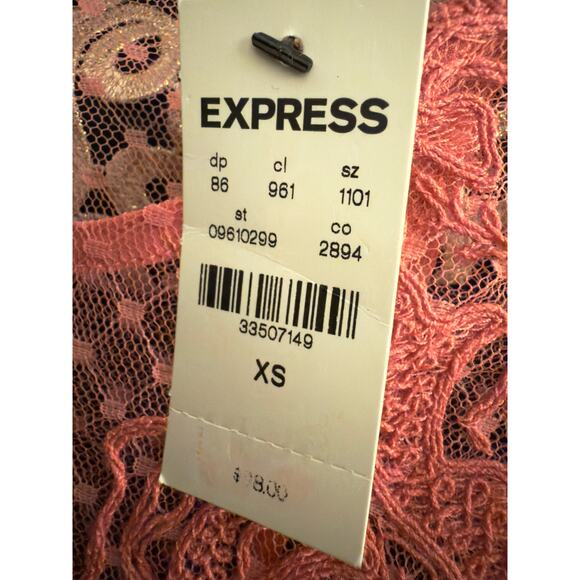 EXPRESS
dp cl sz
86 961 1101
st co
09610299 2894
33507149
XS